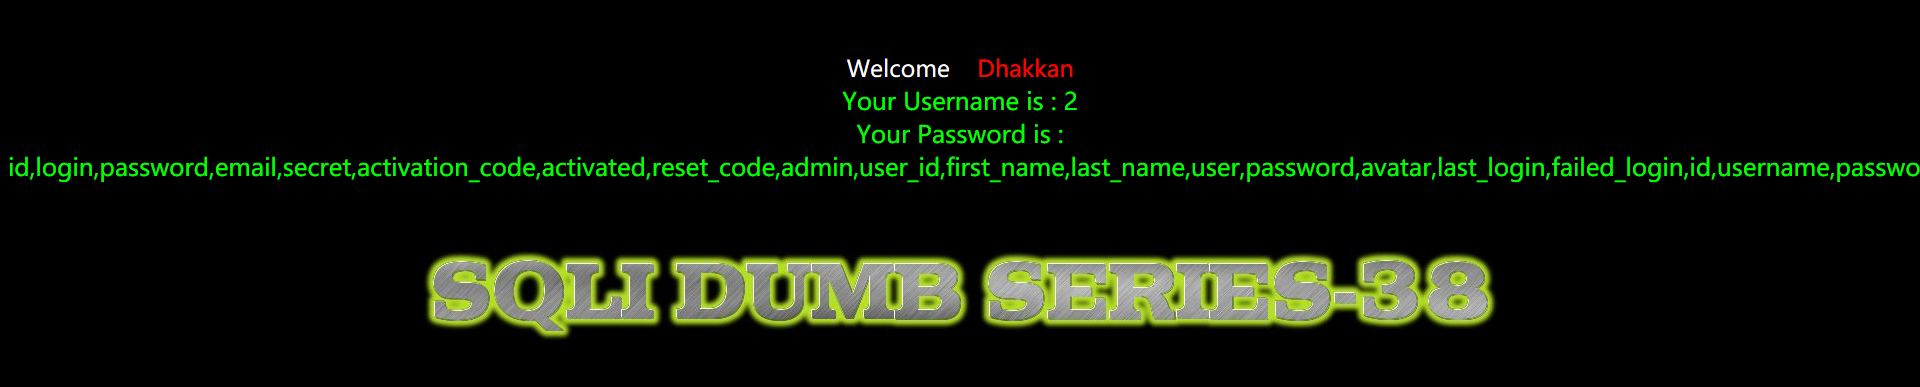 Welcome Dhakkan
Your Username is : 2
Your Password is :
id,login,password,email,secret,activation_code,activated,reset_code,admin,user_id,first_name,last_name,user,password,avatar,last_login,failed_login,id,username,passwo
SQLI DUMB SERIES-38